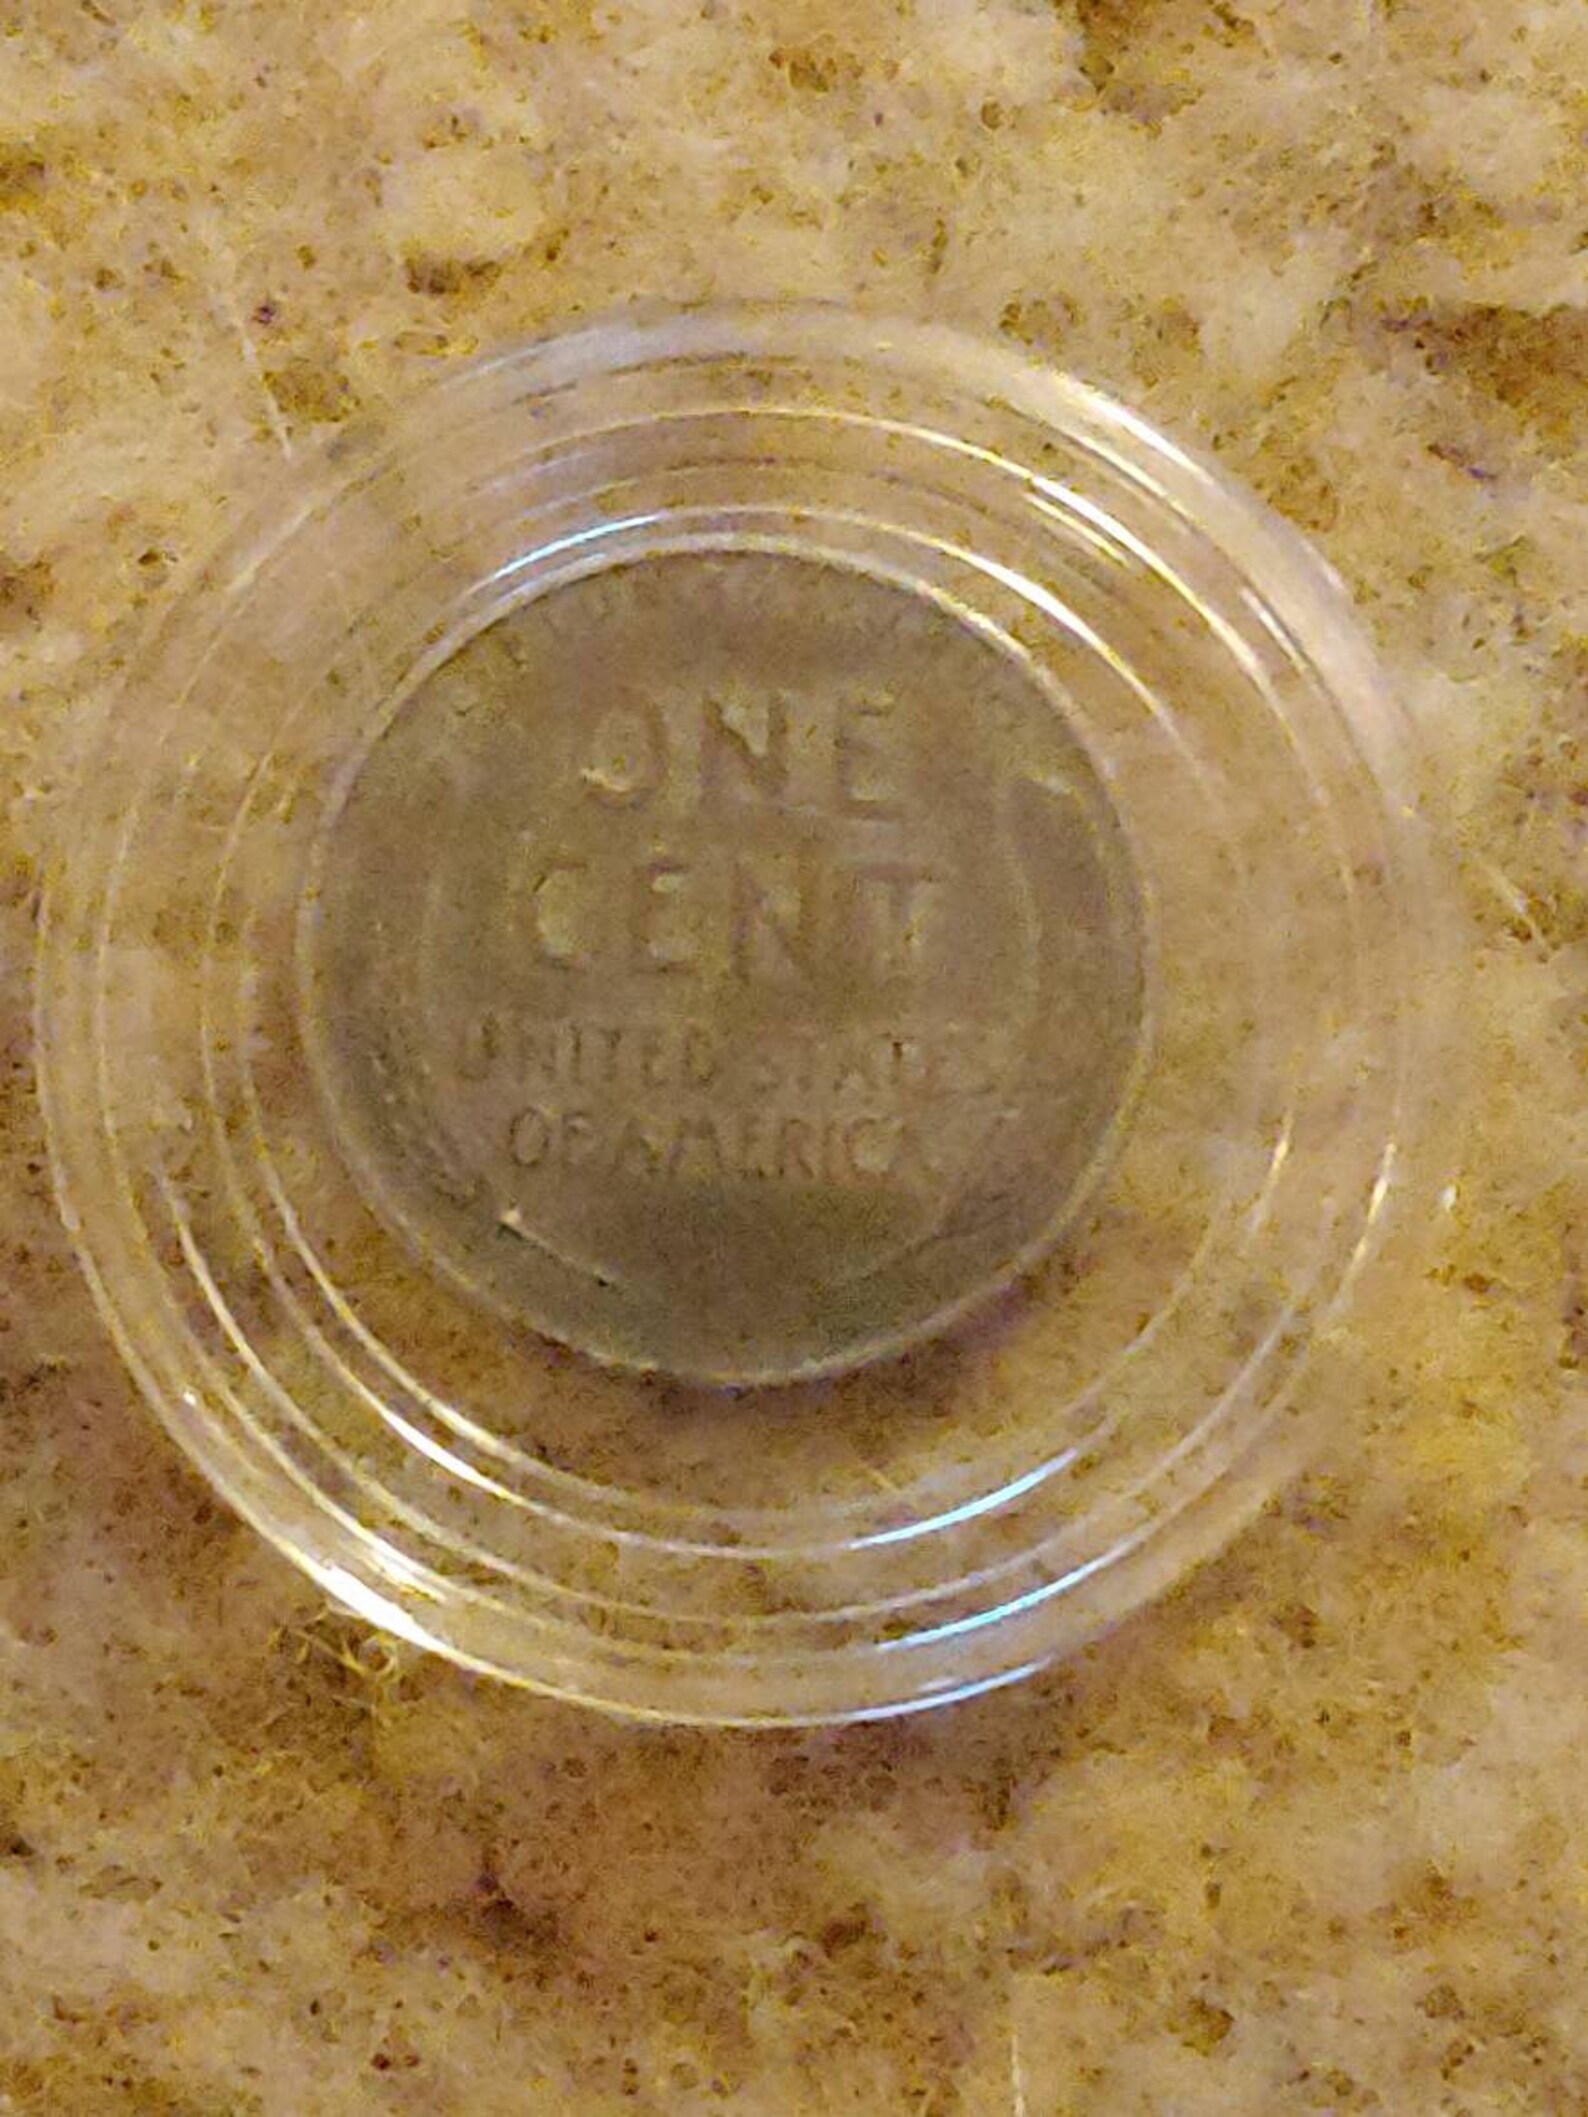 ONE
CENT
UNITED STATES
OF AMERICA